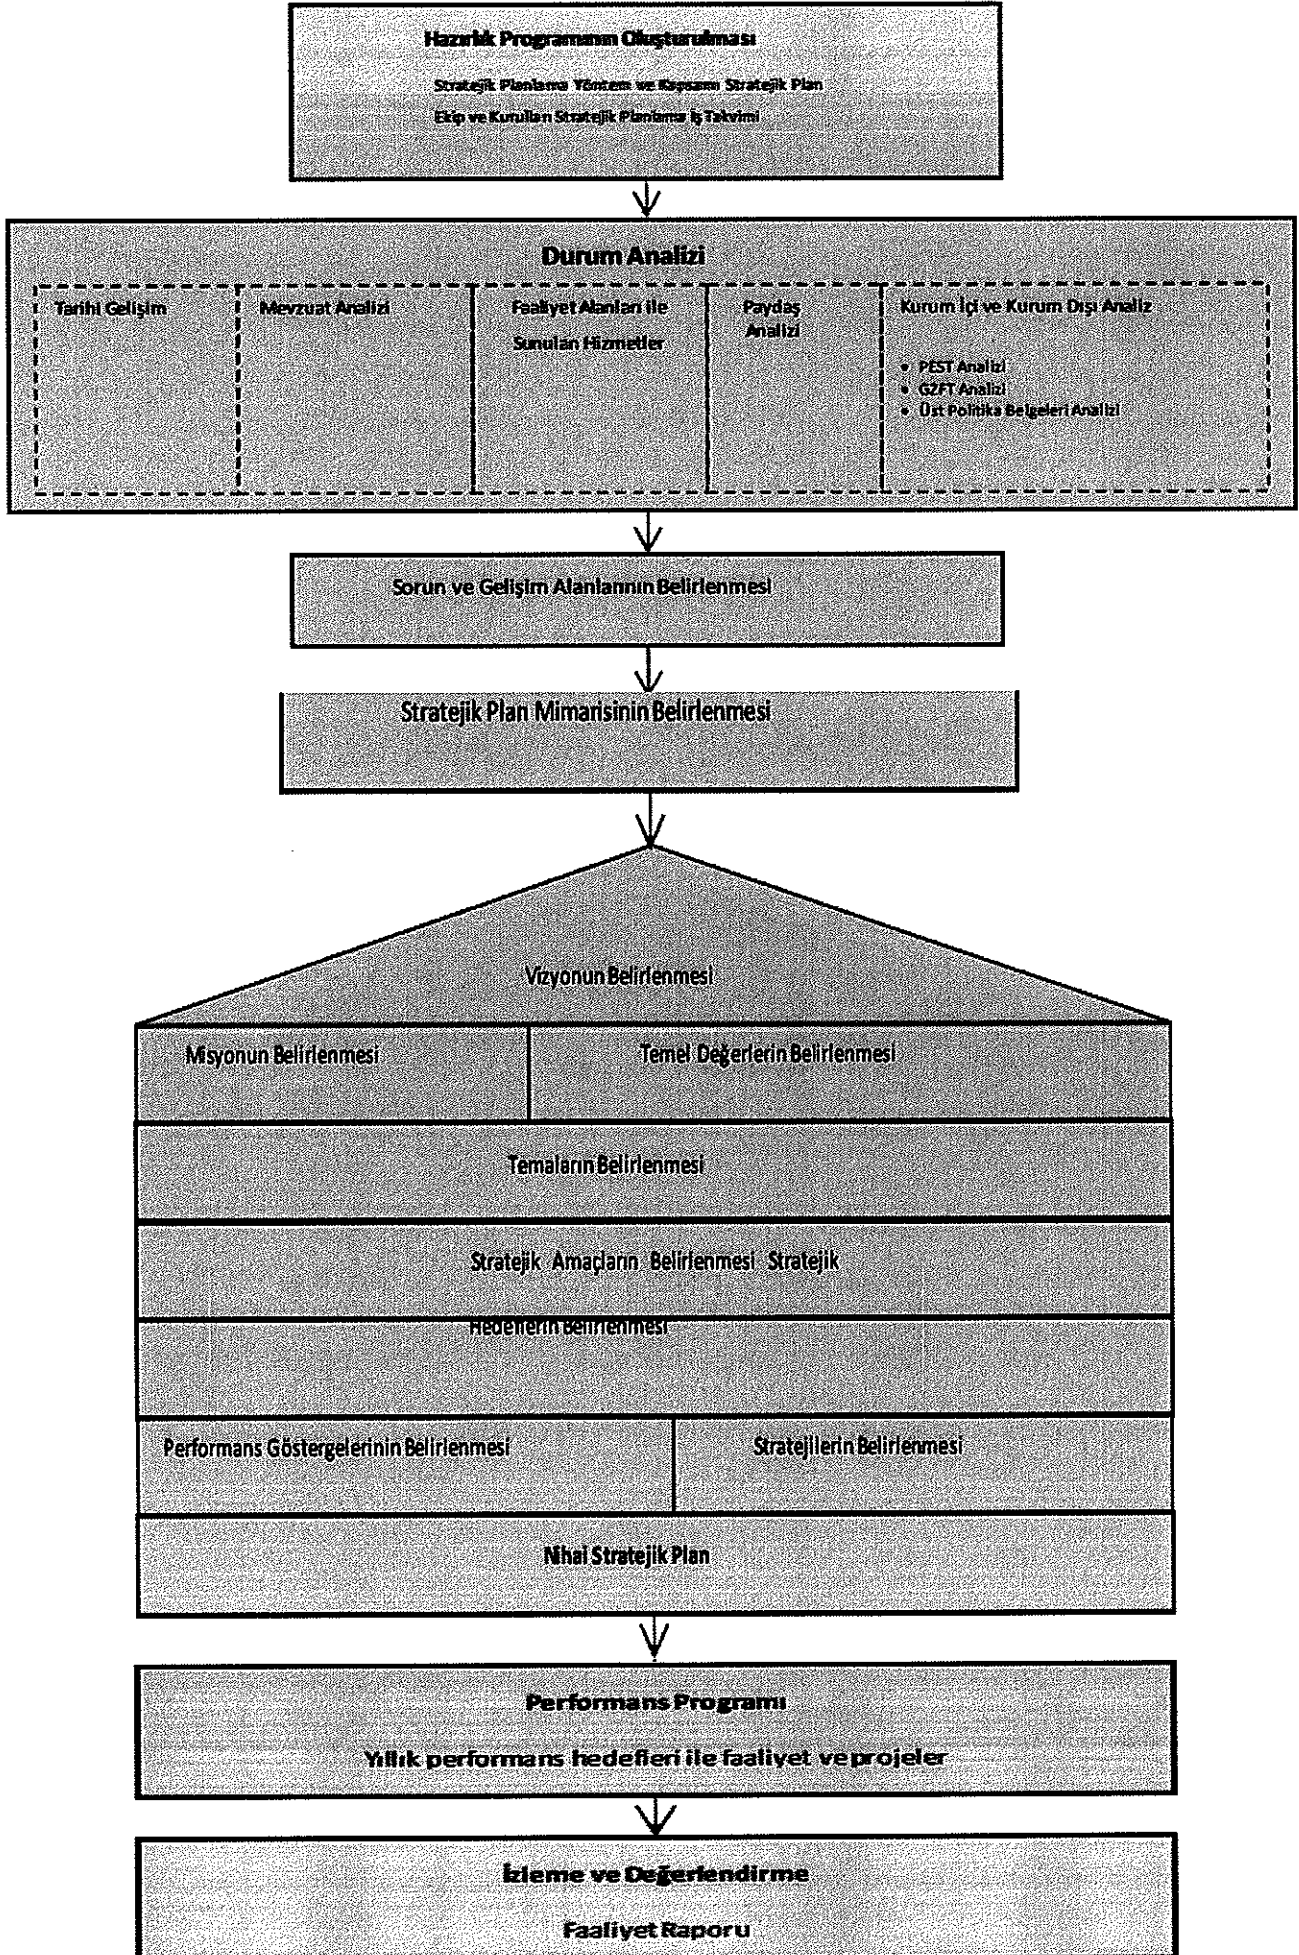 Hazırlık Programının Oluşturulması
Stratejik Planlama Yöntem ve Kapsamı Stratejik Plan
Ekip ve Kurulları Stratejik Planlama İş Takvimi
Durum Analizi
Tarihi Gelişim
Mevzuat Analizi
Faaliyet Alanları ile
Sunulan Hizmetler
Paydaş
Analizi
Kurum İçi ve Kurum Dışı Analiz
• PEST Analizi
• GZFT Analizi
• Üst Politika Belgeleri Analizi
Sorun ve Gelişim Alanlarının Belirlenmesi
Stratejik Plan Mimarisinin Belirlenmesi
Vizyonun Belirlenmesi
Misyonun Belirlenmesi
Temel Değerlerin Belirlenmesi
Temaların Belirlenmesi
Stratejik Amaçların Belirlenmesi Stratejik
Hedeflerin Belirlenmesi
Performans Göstergelerinin Belirlenmesi
Stratejilerin Belirlenmesi
Nihai Stratejik Plan
Performans Programı
Yıllık performans hedefleri ile faaliyet ve projeler
İzleme ve Değerlendirme
Faaliyet Raporu